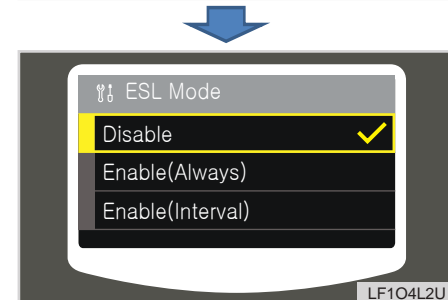 ESL Mode
Disable
Enable(Always)
Enable(Interval)
LF1O4L2U